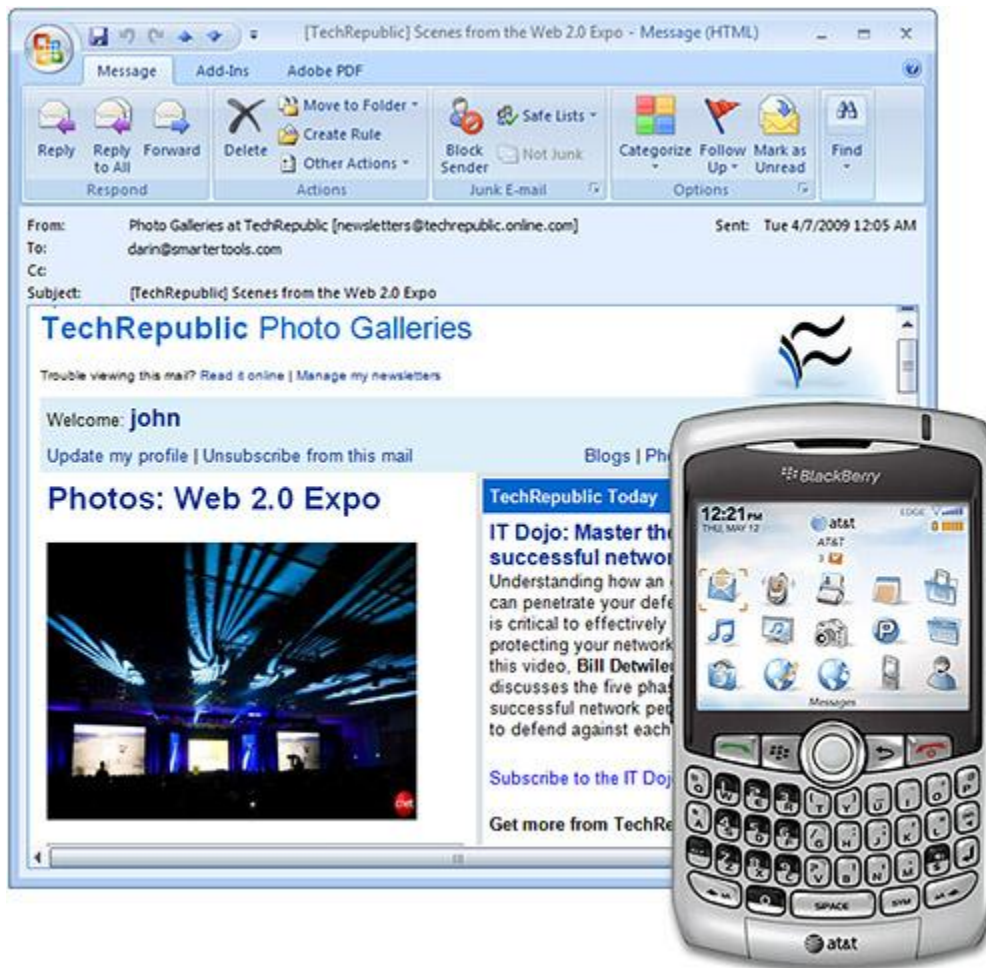 [TechRepublic] Scenes from the Web 2.0 Expo - Message (HTML)
Message Add-Ins Adobe PDF
Reply Reply to All Forward Delete Move to Folder Create Rule Other Actions Block Sender Safe Lists Not Junk Categorize Follow Up Mark as Unread Find
Respond Actions Junk E-mail Options
From: Photo Galleries at TechRepublic [newsletters@techrepublic.online.com] Sent: Tue 4/7/2009 12:05 AM
To: darin@smartertools.com
Cc:
Subject: [TechRepublic] Scenes from the Web 2.0 Expo
TechRepublic Photo Galleries
Trouble viewing this mail? Read it online | Manage my newsletters
Welcome: john
Update my profile | Unsubscribe from this mail Blogs |
Photos: Web 2.0 Expo
cnet
TechRepublic Today
IT Dojo: Master the
successful
Understanding how an
can penetrate your
is critical to effectively
protecting your network
this video, Bill
discusses the five
successful network
to defend against each
Subscribe to the IT
Get more from
BlackBerry
12:21 PM
THU, MAY 12
at&t
AT&T
EDGE
3
Messages
Q W E R T Y U I O P
A S D F G H J K L
Z X C V B N M $
SPACE SYM
at&t